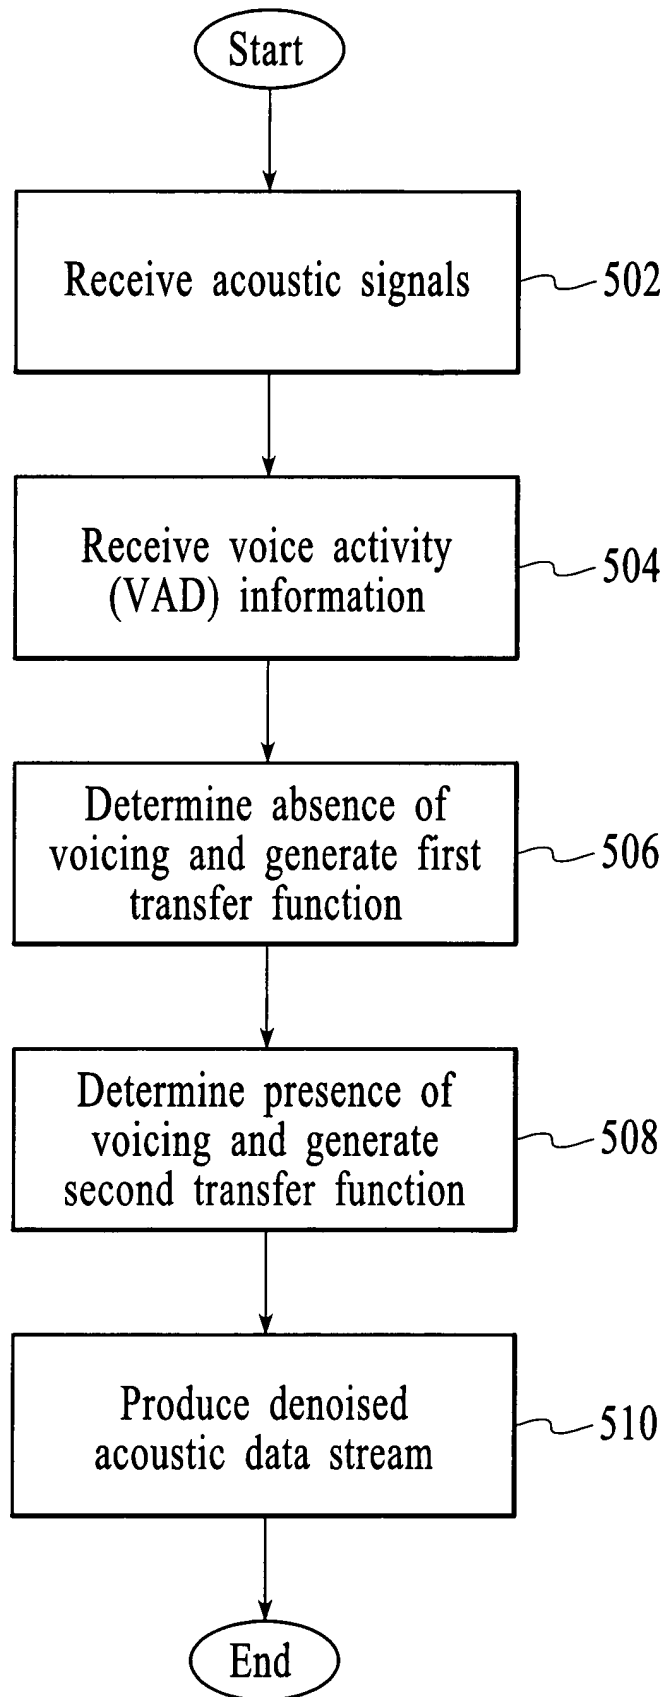 Start
Receive acoustic signals
502
Receive voice activity
(VAD) information
504
Determine absence of
voicing and generate first
transfer function
506
Determine presence of
voicing and generate
second transfer function
508
Produce denoised
acoustic data stream
510
End